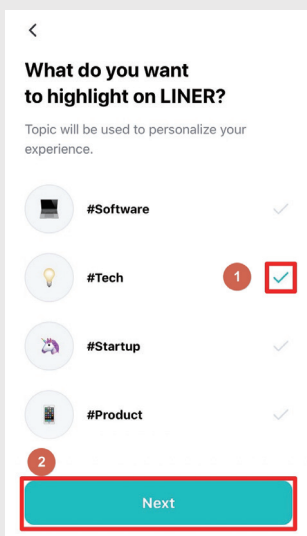 What do you want
to highlight on LINER?
Topic will be used to personalize your
experience.
#Software
#Tech
1
#Startup
#Product
2
Next